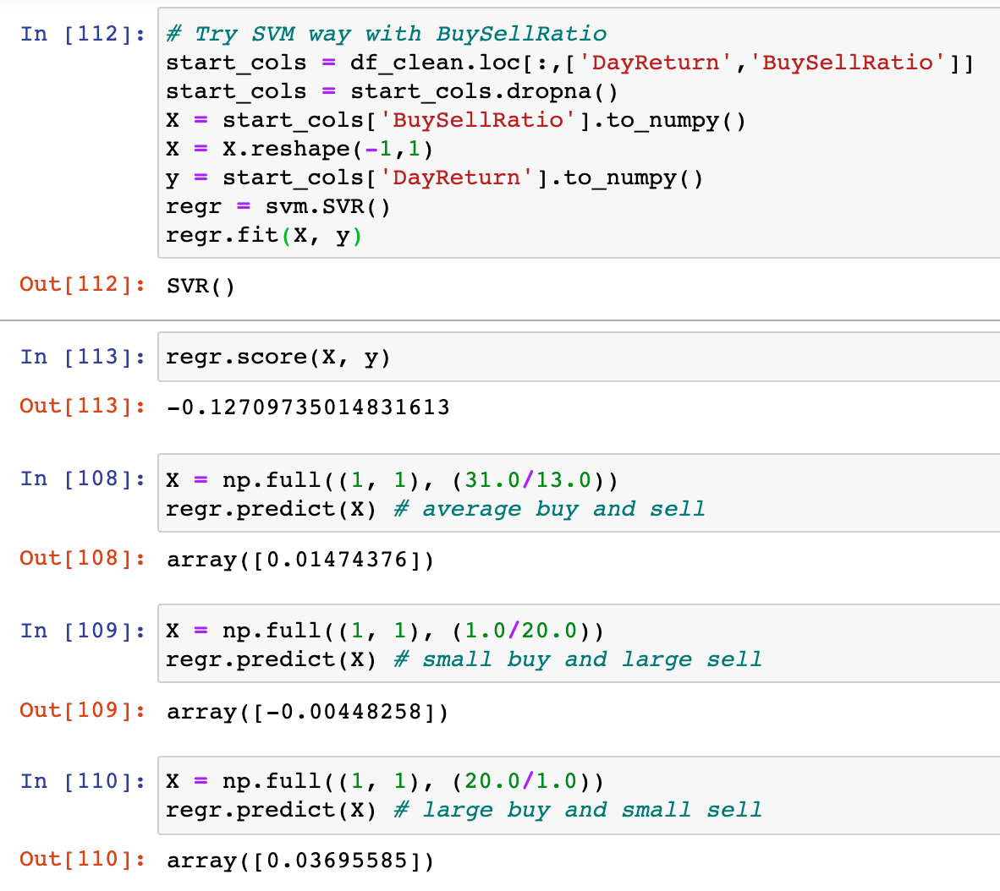 In [112]: # Try SVM way with BuySellRatio
start_cols = df_clean.loc[:,['DayReturn','BuySellRatio']]
start_cols = start_cols.dropna()
X = start_cols['BuySellRatio'].to_numpy()
X = X.reshape(-1,1)
y = start_cols['DayReturn'].to_numpy()
regr = svm.SVR()
regr.fit(X, y)
Out[112]: SVR()
In [113]: regr.score(X, y)
Out[113]: -0.12709735014831613
In [108]: X = np.full((1, 1), (31.0/13.0))
regr.predict(X) # average buy and sell
Out[108]: array([0.01474376])
In [109]: X = np.full((1, 1), (1.0/20.0))
regr.predict(X) # small buy and large sell
Out[109]: array([-0.00448258])
In [110]: X = np.full((1, 1), (20.0/1.0))
regr.predict(X) # large buy and small sell
Out[110]: array([0.03695585])